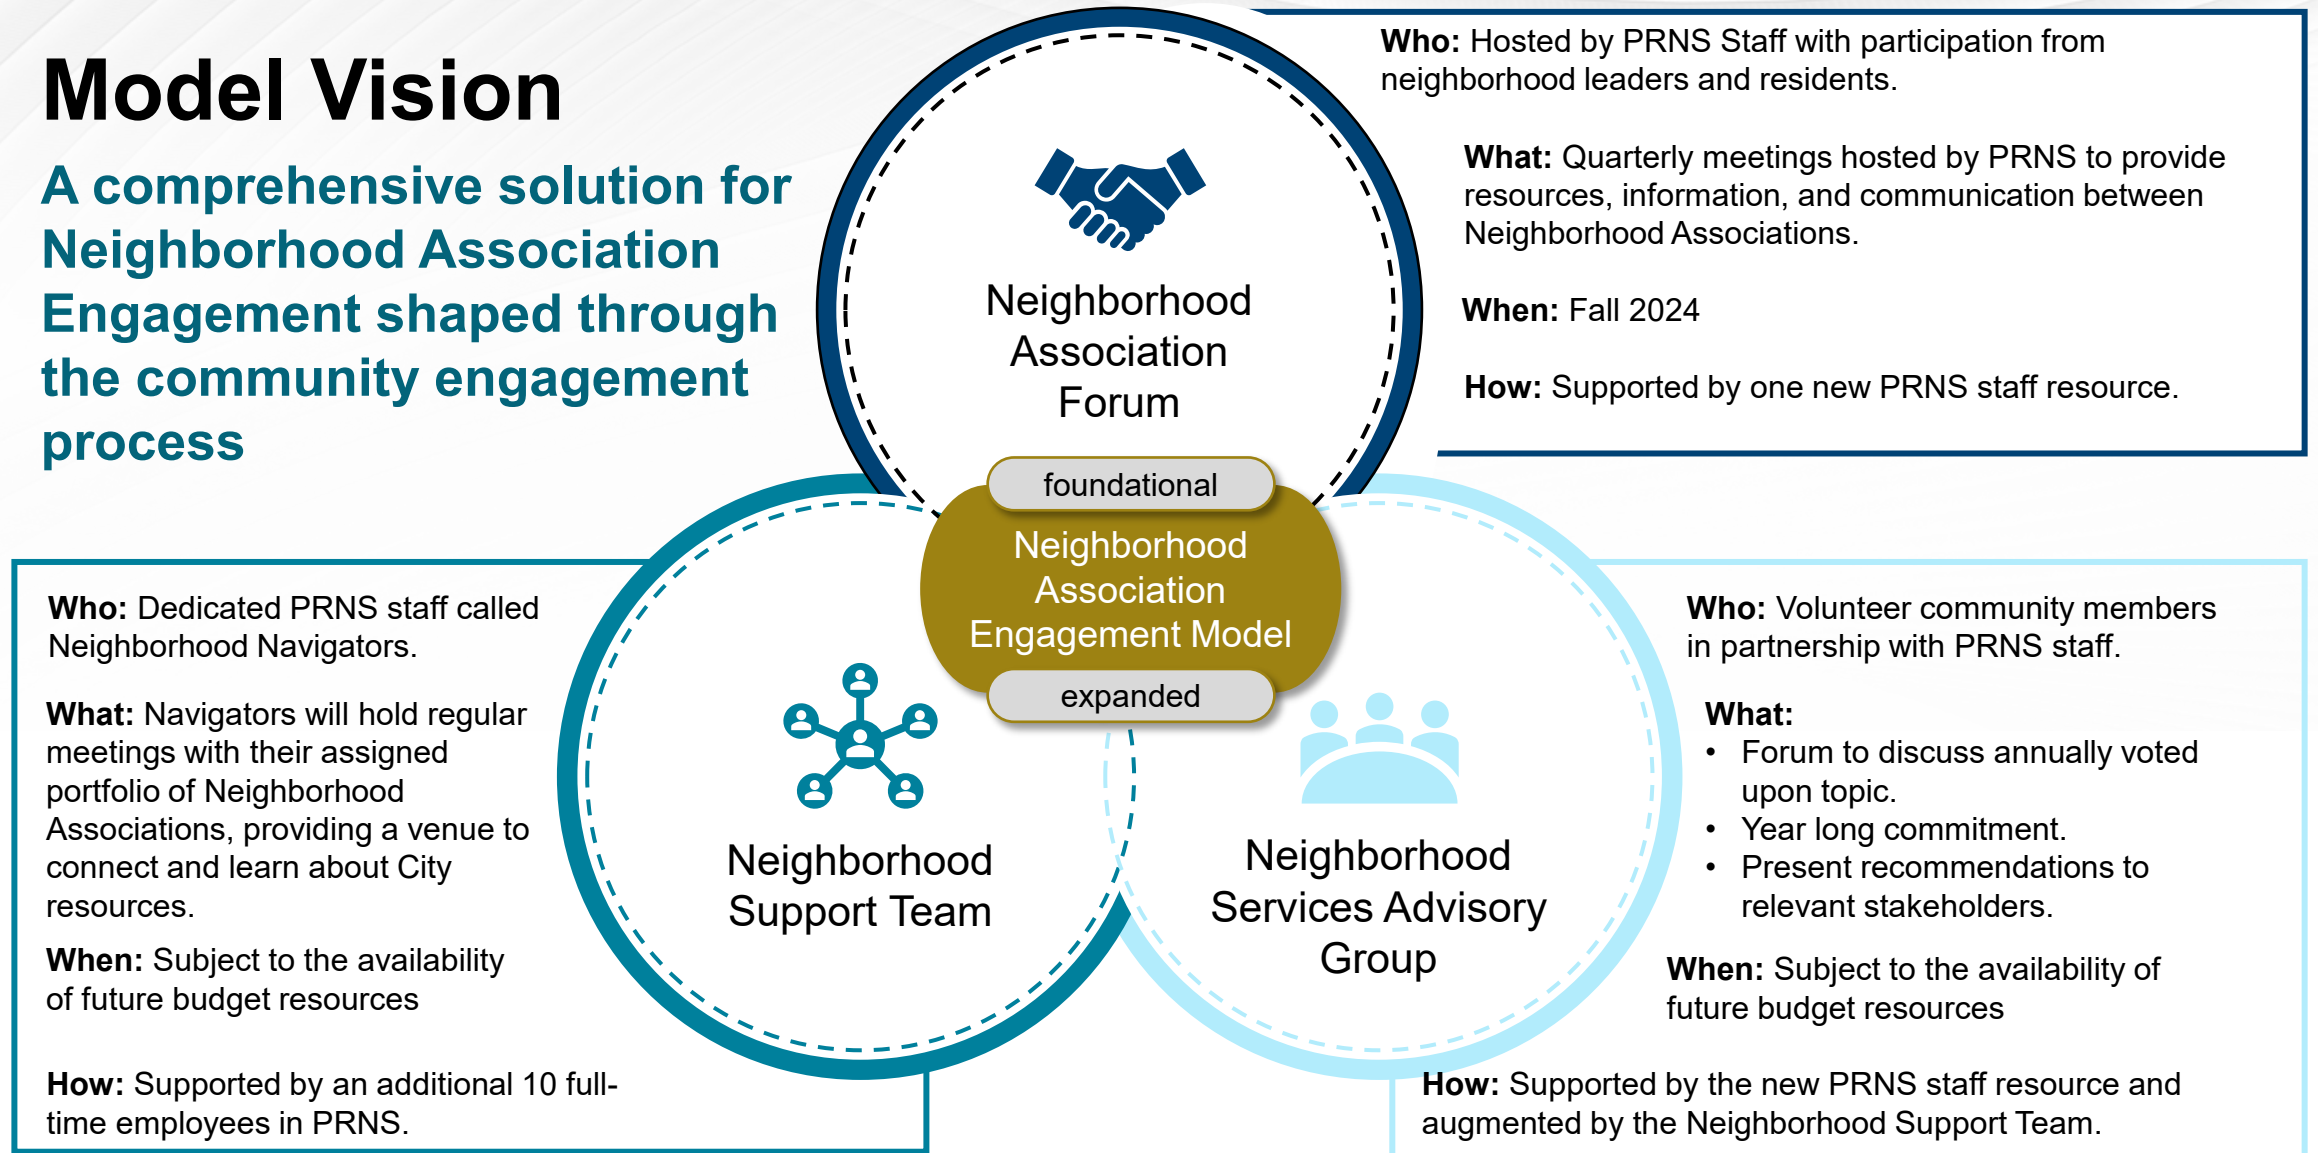 Model Vision
A comprehensive solution for
Neighborhood Association
Engagement shaped through
the community engagement
process
Neighborhood
Association
Forum
Who: Hosted by PRNS Staff with participation from
neighborhood leaders and residents.
What: Quarterly meetings hosted by PRNS to provide
resources, information, and communication between
Neighborhood Associations.
When: Fall 2024
How: Supported by one new PRNS staff resource.
foundational
Neighborhood
Association
Engagement Model
expanded
Who: Dedicated PRNS staff called
Neighborhood Navigators.
What: Navigators will hold regular
meetings with their assigned
portfolio of Neighborhood
Associations, providing a venue to
connect and learn about City
resources.
When: Subject to the availability
of future budget resources
How: Supported by an additional 10 full-
time employees in PRNS.
Neighborhood
Support Team
Neighborhood
Services Advisory
Group
Who: Volunteer community members
in partnership with PRNS staff.
What:
• Forum to discuss annually voted
upon topic.
• Year long commitment.
• Present recommendations to
relevant stakeholders.
When: Subject to the availability of
future budget resources
How: Supported by the new PRNS staff resource and
augmented by the Neighborhood Support Team.